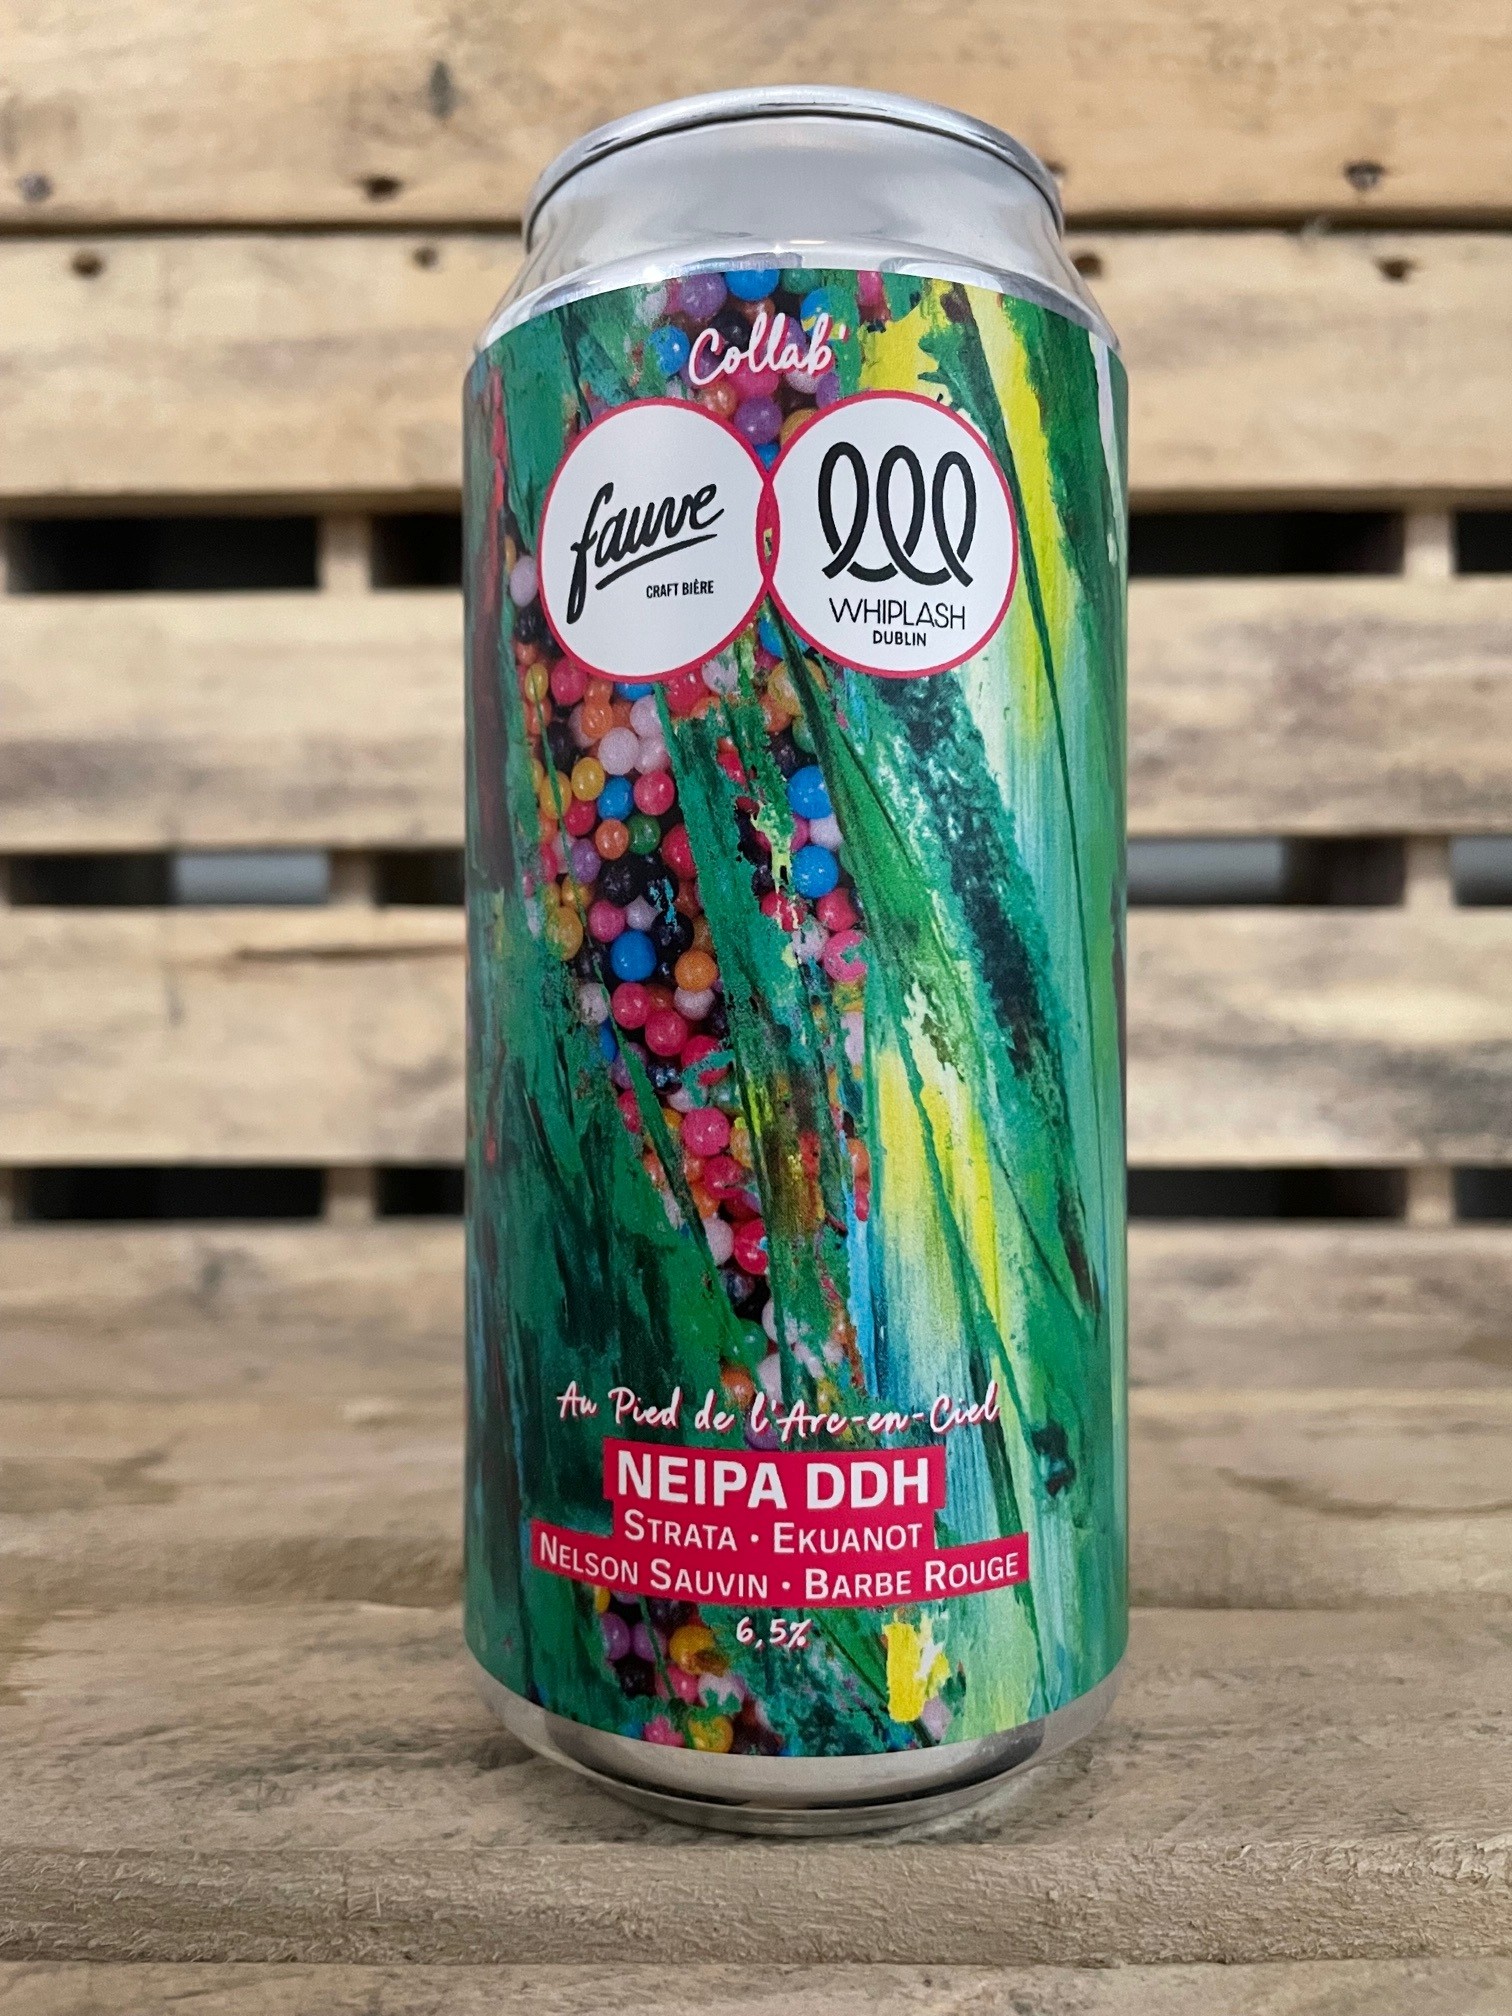 Collab'
fauve
CRAFT BIÈRE
WHIPLASH
DUBLIN
Au Pied de l'Arc-en-Ciel
NEIPA DDH
STRATA · EKUANOT
NELSON SAUVIN · BARBE ROUGE
6,5%